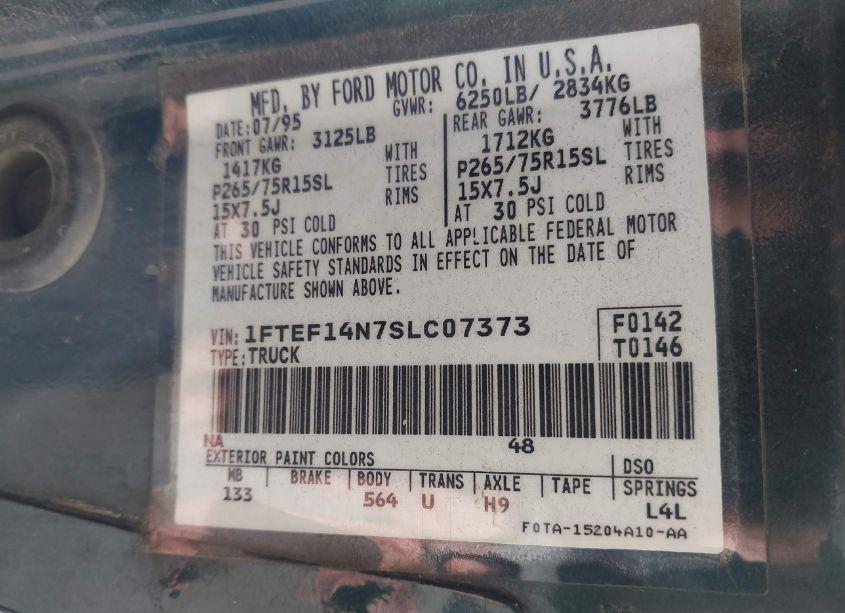 MFD. BY FORD MOTOR CO. IN U.S.A.
DATE:07/95 GVWR: 6250LB/ 2834KG
FRONT GAWR: 3125LB REAR GAWR: 3776LB
1417KG WITH 1712KG WITH
P265/75R15SL TIRES P265/75R15SL TIRES
15X7.5J RIMS 15X7.5J RIMS
AT 30 PSI COLD AT 30 PSI COLD
THIS VEHICLE CONFORMS TO ALL APPLICABLE FEDERAL MOTOR
VEHICLE SAFETY STANDARDS IN EFFECT ON THE DATE OF
MANUFACTURE SHOWN ABOVE.
VIN: 1FTEF14N7SLC07373 F0142
TYPE:TRUCK T0146
NA 48
EXTERIOR PAINT COLORS DSO
WB BRAKE BODY TRANS AXLE TAPE SPRINGS
133 564 U H9 L4L
F0TA-15204A10-AA